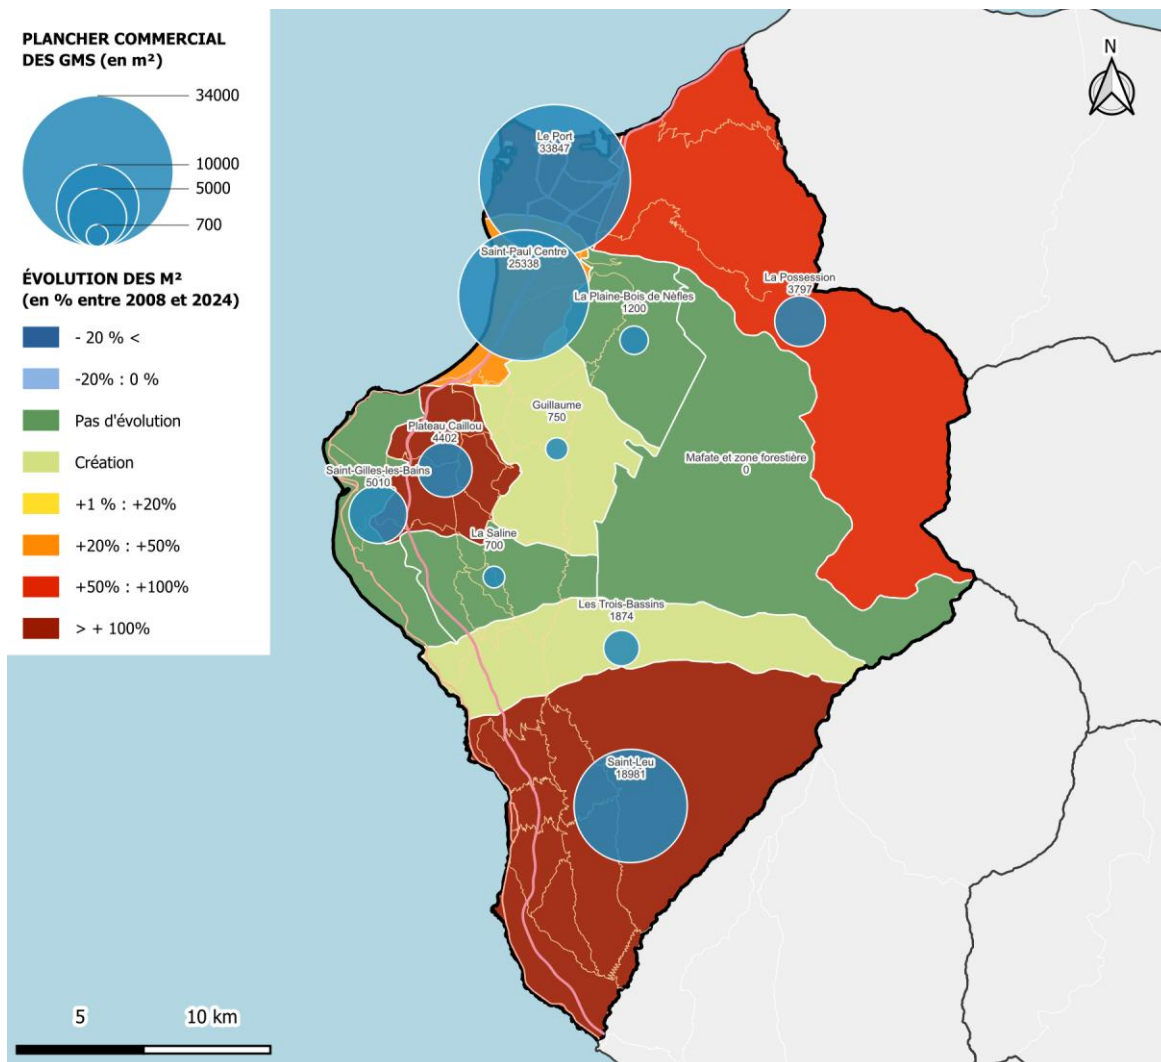 PLANCHER COMMERCIAL
DES GMS (en m²)
34000
10000
5000
700
ÉVOLUTION DES M²
(en % entre 2008 et 2024)
- 20 % <
-20% : 0 %
Pas d'évolution
Création
+1 % : +20%
+20% : +50%
+50% : +100%
> + 100%
N
Le Port
33847
Saint-Paul Centre
25338
La Possession
3797
La Plaine-Bois de Nèfles
1200
Guillaume
750
Plateau Caillou
4402
Mafate et zone forestière
0
Saint-Gilles-les-Bains
5010
La Saline
700
Les Trois-Bassins
1874
Saint-Leu
18981
5 10 km